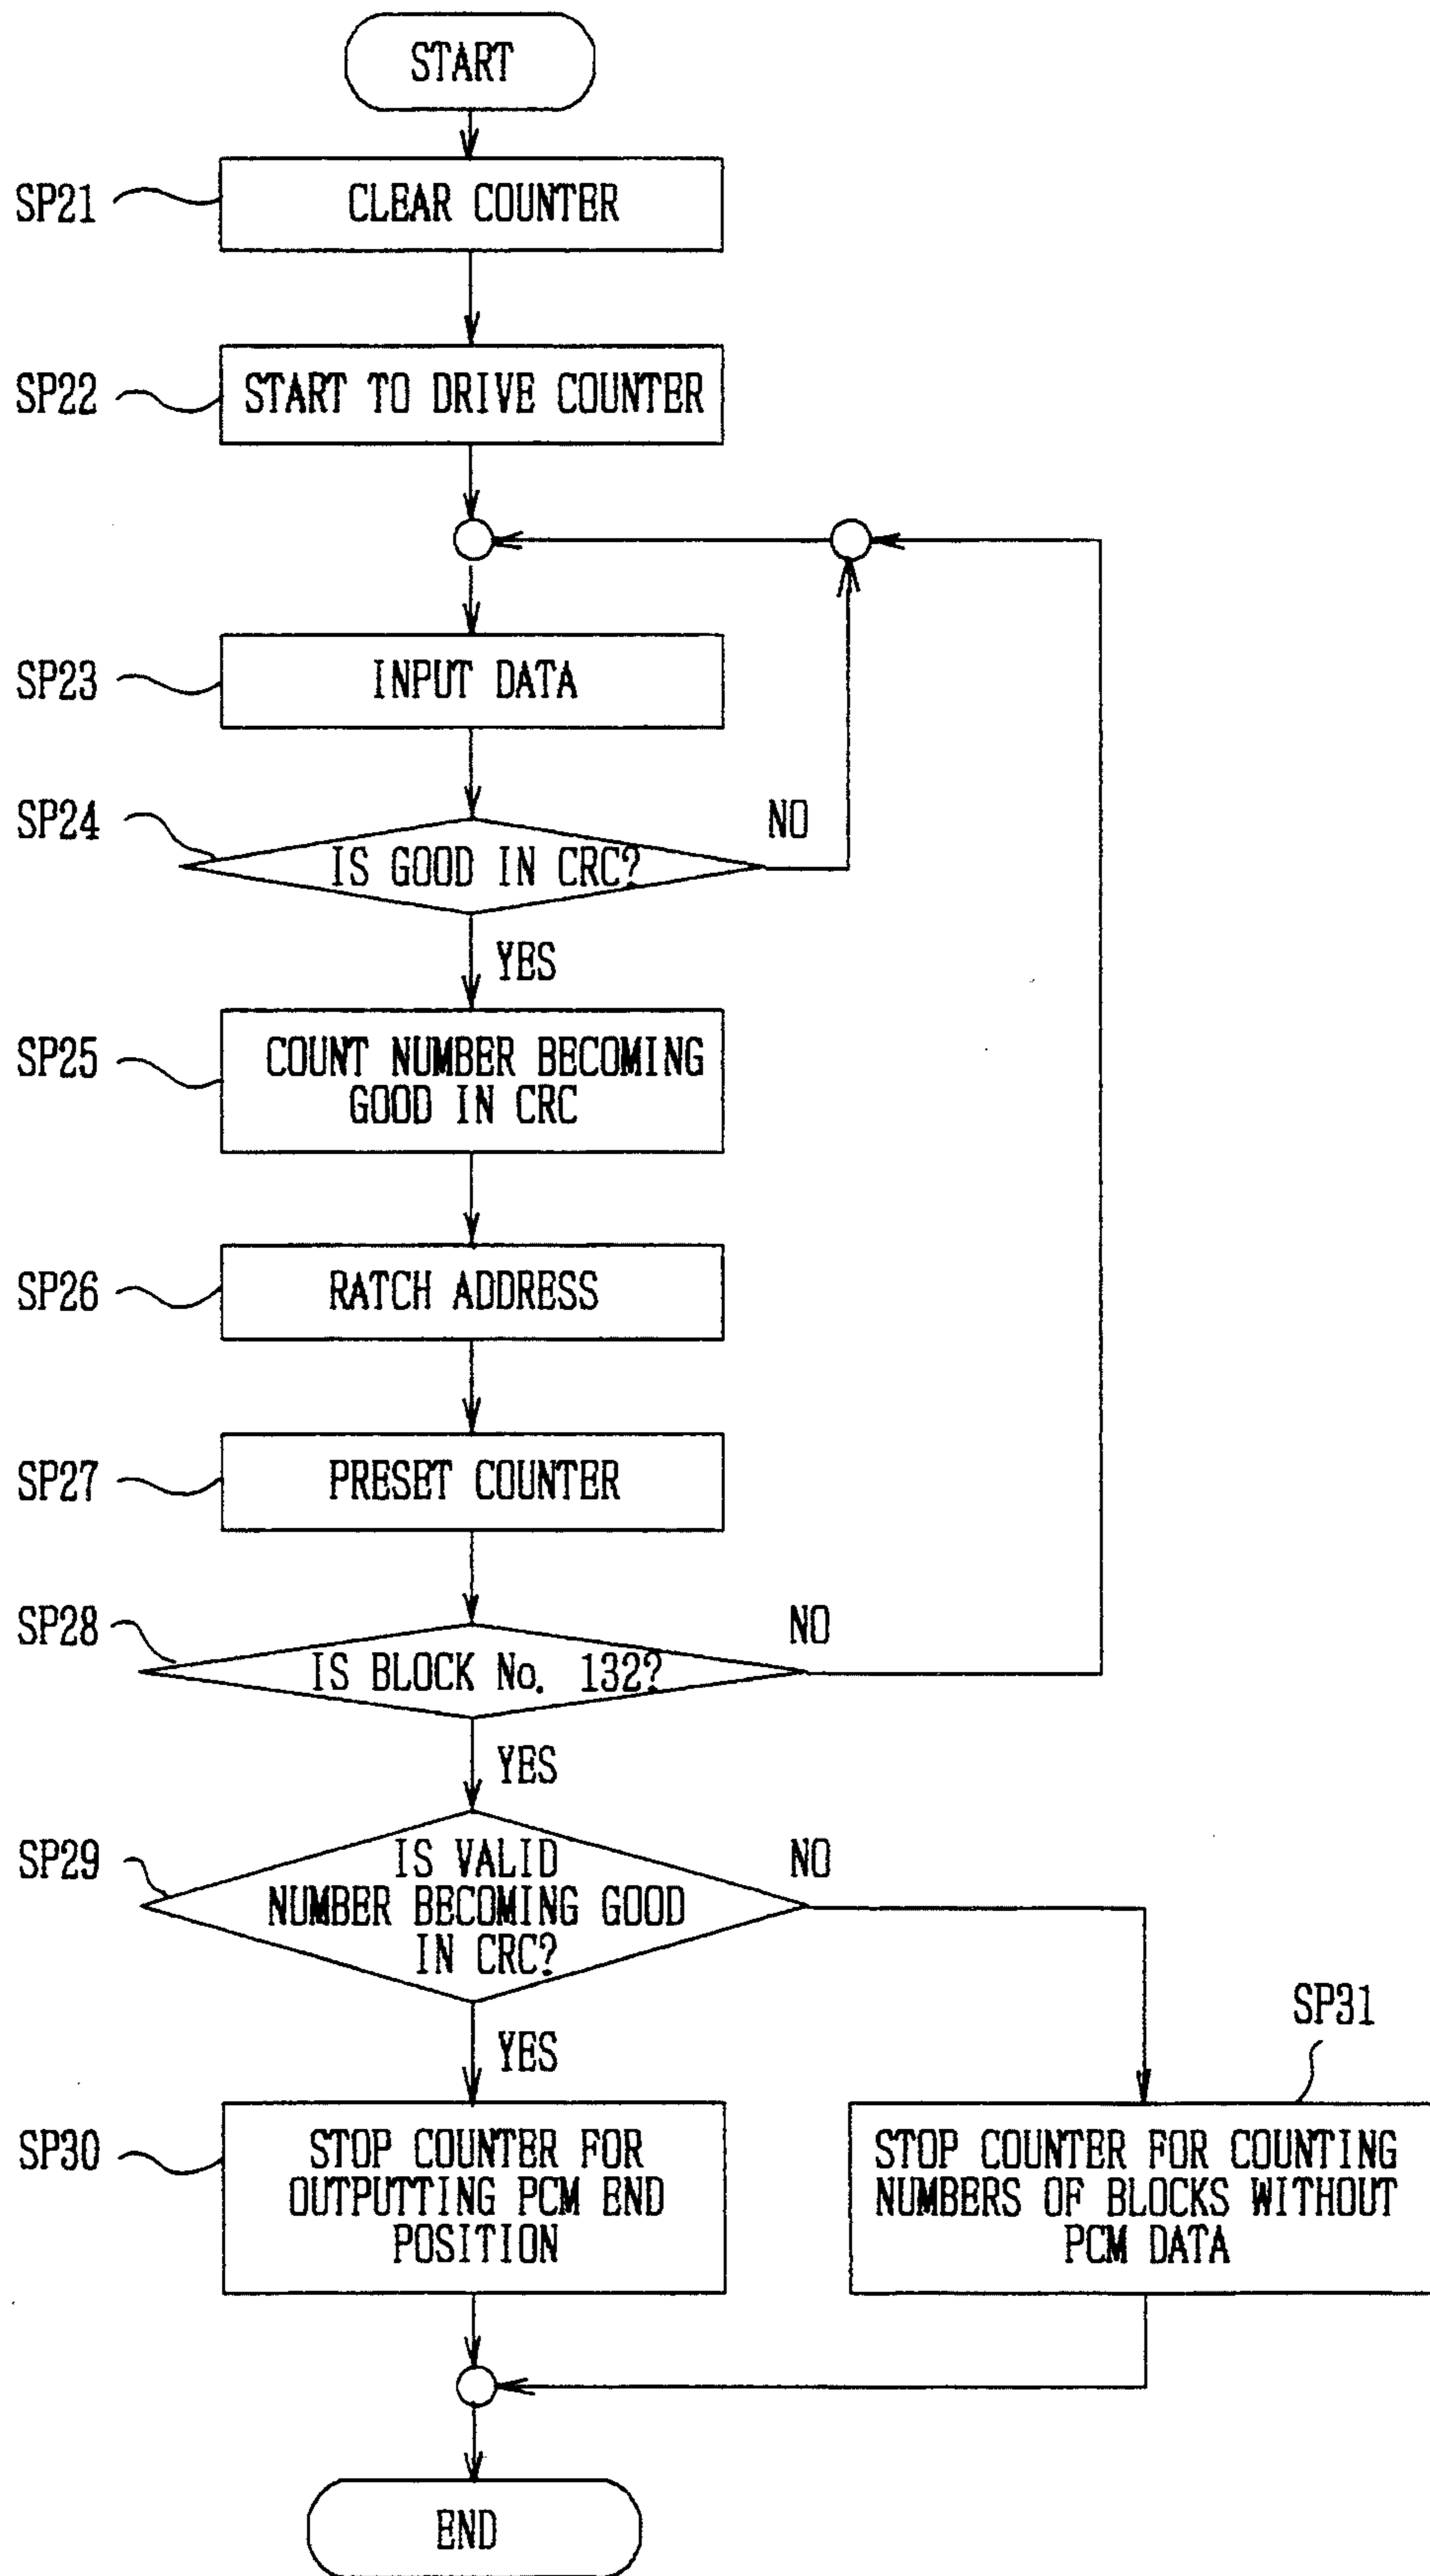 START
SP21
CLEAR COUNTER
SP22
START TO DRIVE COUNTER
SP23
INPUT DATA
SP24
IS GOOD IN CRC?
NO
YES
SP25
COUNT NUMBER BECOMING
GOOD IN CRC
SP26
RATCH ADDRESS
SP27
PRESET COUNTER
SP28
IS BLOCK No. 132?
NO
YES
SP29
IS VALID
NUMBER BECOMING GOOD
IN CRC?
NO
YES
SP30
STOP COUNTER FOR
OUTPUTTING PCM END
POSITION
SP31
STOP COUNTER FOR COUNTING
NUMBERS OF BLOCKS WITHOUT
PCM DATA
END